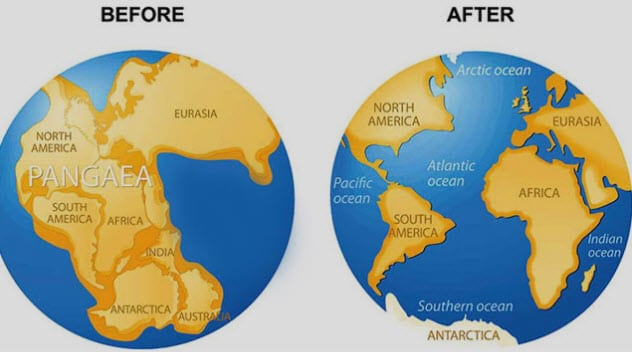 BEFORE
AFTER
NORTH
AMERICA
EURASIA
PANGAEA
SOUTH
AMERICA
AFRICA
INDIA
ANTARCTICA
AUSTRALIA
Arctic ocean
NORTH
AMERICA
EURASIA
Atlantic
ocean
Pacific
ocean
AFRICA
SOUTH
AMERICA
Indian
ocean
Southern ocean
ANTARCTICA